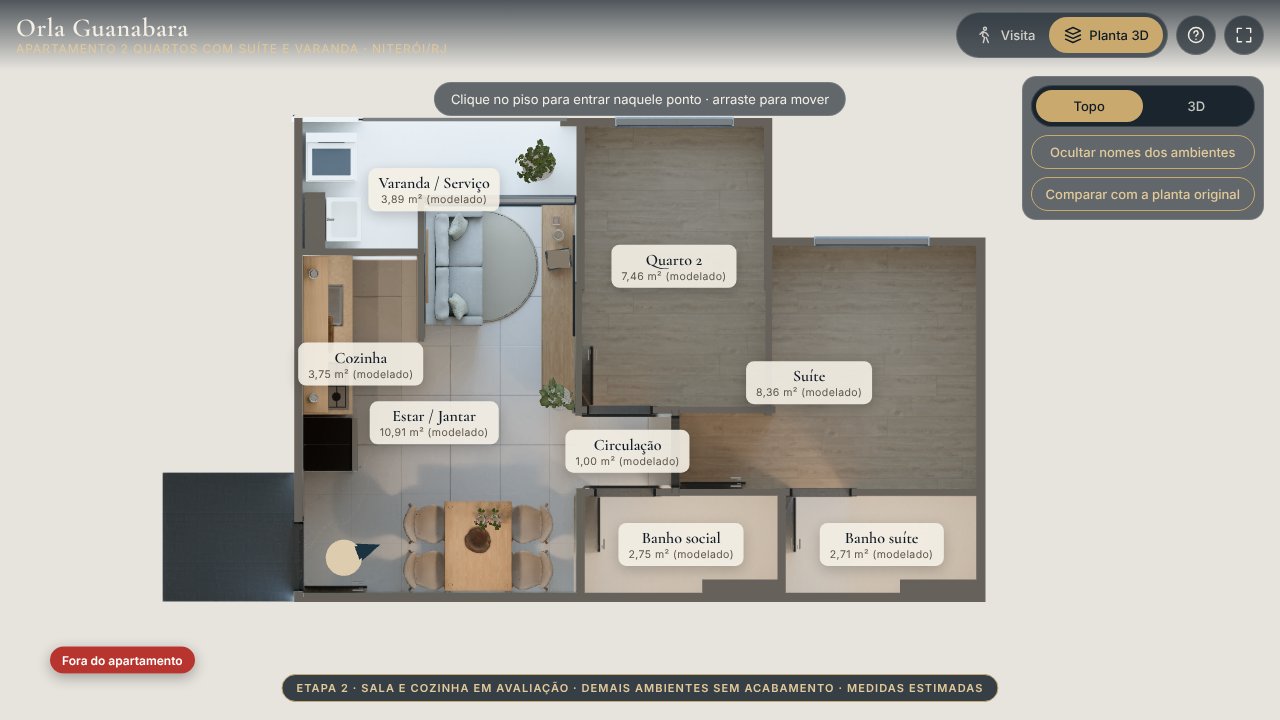 Orla Guanabara
APARTAMENTO 2 QUARTOS COM SUÍTE E VARANDA · NITERÓI/RJ
Visita
Planta 3D
Clique no piso para entrar naquele ponto · arraste para mover
Topo
3D
Ocultar nomes dos ambientes
Comparar com a planta original
Varanda / Serviço
3,89 m² (modelado)
Quarto 2
7,46 m² (modelado)
Cozinha
3,75 m² (modelado)
Suíte
8,36 m² (modelado)
Estar / Jantar
10,91 m² (modelado)
Circulação
1,00 m² (modelado)
Banho social
2,75 m² (modelado)
Banho suíte
2,71 m² (modelado)
Fora do apartamento
ETAPA 2 · SALA E COZINHA EM AVALIAÇÃO · DEMAIS AMBIENTES SEM ACABAMENTO · MEDIDAS ESTIMADAS